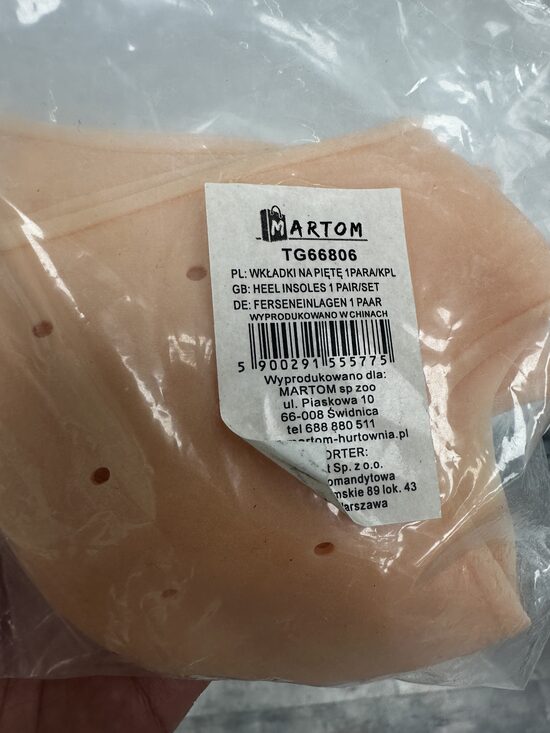 MARTOM
TG66806
PL: WKŁADKI NA PIĘTĘ 1PARA/KPL
GB: HEEL INSOLES 1 PAIR/SET
DE: FERSENEINLAGEN 1 PAAR
WYPRODUKOWANO W CHINACH
5 900291 555775
Wyprodukowano dla:
MARTOM sp zoo
ul. Piaskowa 10
66-008 Świdnica
tel 688 880 511
martom-hurtownia.pl
ORTER:
t Sp. z o.o.
omandytowa
mskie 89 lok. 43
arszawa